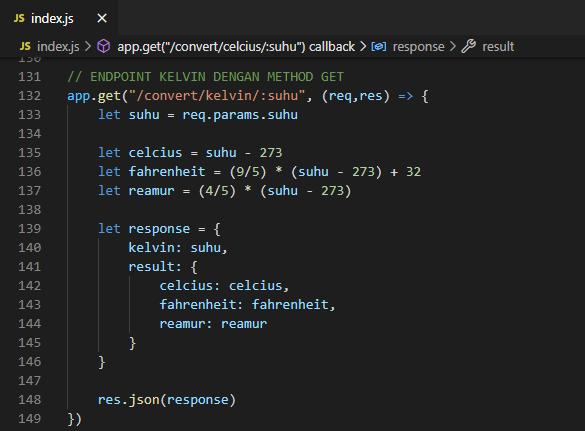 JS index.js ×
JS index.js > app.get("/convert/celcius/:suhu") callback > response > result
130
131 // ENDPOINT KELVIN DENGAN METHOD GET
132 app.get("/convert/kelvin/:suhu", (req,res) => {
133     let suhu = req.params.suhu
134
135     let celcius = suhu - 273
136     let fahrenheit = (9/5) * (suhu - 273) + 32
137     let reamur = (4/5) * (suhu - 273)
138
139     let response = {
140         kelvin: suhu,
141         result: {
142             celcius: celcius,
143             fahrenheit: fahrenheit,
144             reamur: reamur
145         }
146     }
147
148     res.json(response)
149 })